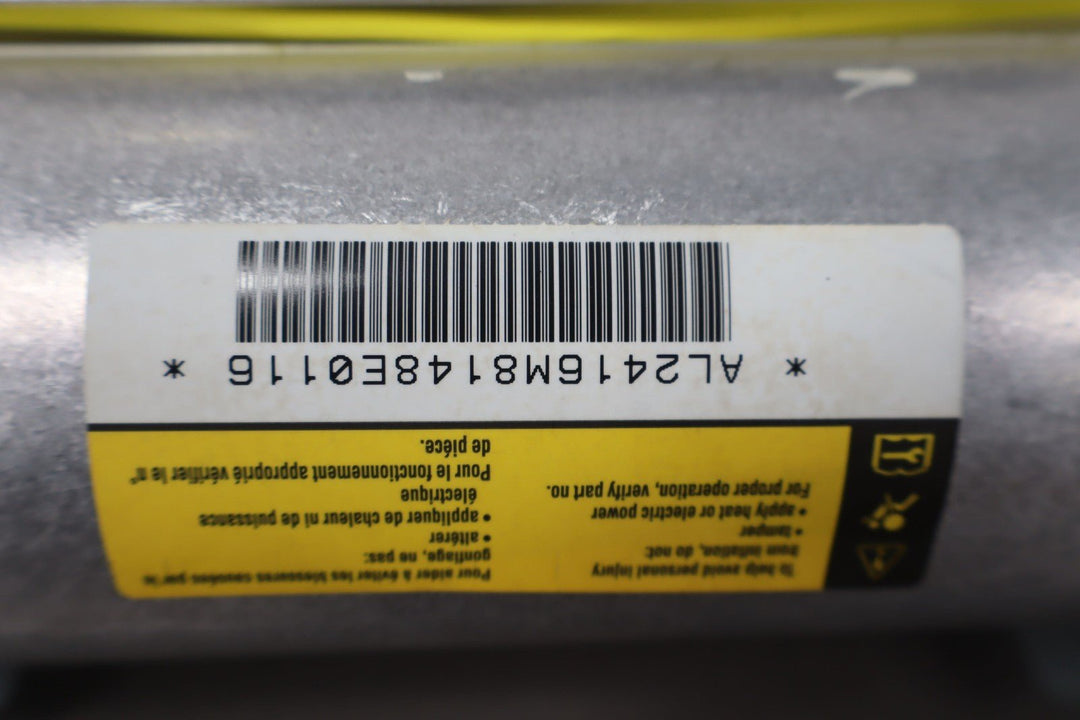 To help avoid personal injury
from inflation, do not:
• tamper
• apply heat or electric power
For proper operation, verify part no.
Pour aider à éviter les blessures causées par le
gonflage, ne pas:
• altérer
• appliquer de chaleur ni de puissance
électrique
Pour le fonctionnement approprié vérifier le n°
de piéce.
* AL2416M8148E0116 *